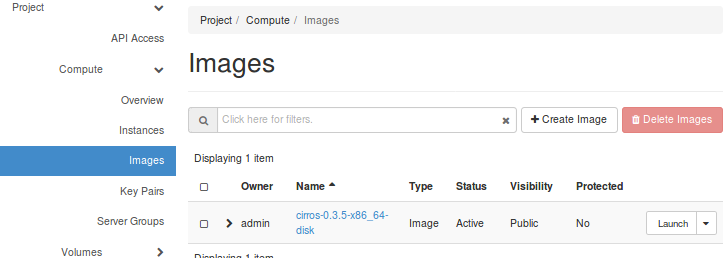 Project
API Access
Compute
Overview
Instances
Images
Key Pairs
Server Groups
Volumes
Project / Compute / Images
Images
Click here for filters.
Create Image
Delete Images
Displaying 1 item
Owner Name Type Status Visibility Protected
admin cirros-0.3.5-x86_64-
disk Image Active Public No Launch
Displaying 1 item